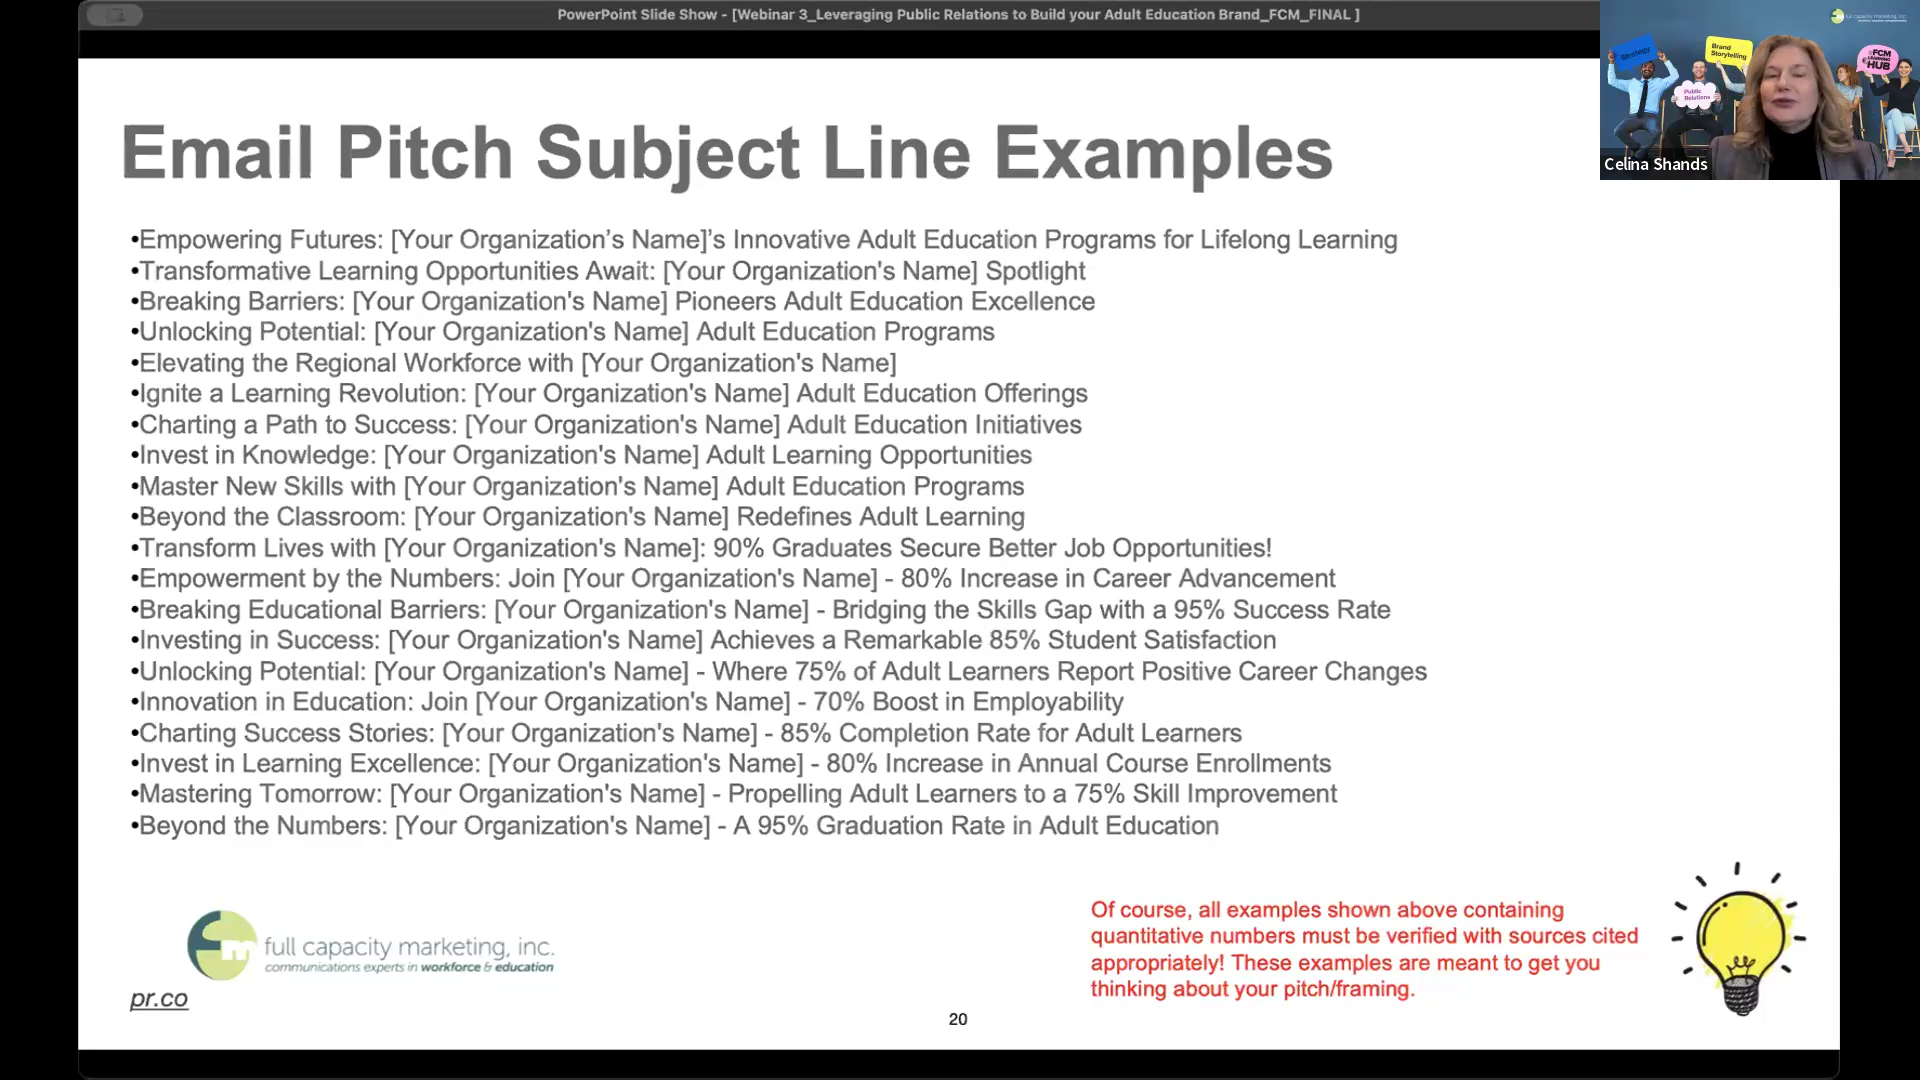 PowerPoint Slide Show - [Webinar 3_Leveraging Public Relations to Build your Adult Education Brand_FCM_FINAL ]
full capacity marketing, inc.
Strategy
Brand
Storytelling
Public
Relations
#FCM
LEARNING
HUB
Celina Shands
Email Pitch Subject Line Examples
•Empowering Futures: [Your Organization’s Name]’s Innovative Adult Education Programs for Lifelong Learning
•Transformative Learning Opportunities Await: [Your Organization's Name] Spotlight
•Breaking Barriers: [Your Organization's Name] Pioneers Adult Education Excellence
•Unlocking Potential: [Your Organization's Name] Adult Education Programs
•Elevating the Regional Workforce with [Your Organization's Name]
•Ignite a Learning Revolution: [Your Organization's Name] Adult Education Offerings
•Charting a Path to Success: [Your Organization's Name] Adult Education Initiatives
•Invest in Knowledge: [Your Organization's Name] Adult Learning Opportunities
•Master New Skills with [Your Organization's Name] Adult Education Programs
•Beyond the Classroom: [Your Organization's Name] Redefines Adult Learning
•Transform Lives with [Your Organization's Name]: 90% Graduates Secure Better Job Opportunities!
•Empowerment by the Numbers: Join [Your Organization's Name] - 80% Increase in Career Advancement
•Breaking Educational Barriers: [Your Organization's Name] - Bridging the Skills Gap with a 95% Success Rate
•Investing in Success: [Your Organization's Name] Achieves a Remarkable 85% Student Satisfaction
•Unlocking Potential: [Your Organization's Name] - Where 75% of Adult Learners Report Positive Career Changes
•Innovation in Education: Join [Your Organization's Name] - 70% Boost in Employability
•Charting Success Stories: [Your Organization's Name] - 85% Completion Rate for Adult Learners
•Invest in Learning Excellence: [Your Organization's Name] - 80% Increase in Annual Course Enrollments
•Mastering Tomorrow: [Your Organization's Name] - Propelling Adult Learners to a 75% Skill Improvement
•Beyond the Numbers: [Your Organization's Name] - A 95% Graduation Rate in Adult Education
Of course, all examples shown above containing
quantitative numbers must be verified with sources cited
appropriately! These examples are meant to get you
thinking about your pitch/framing.
full capacity marketing, inc.
communications experts in workforce & education
pr.co
20